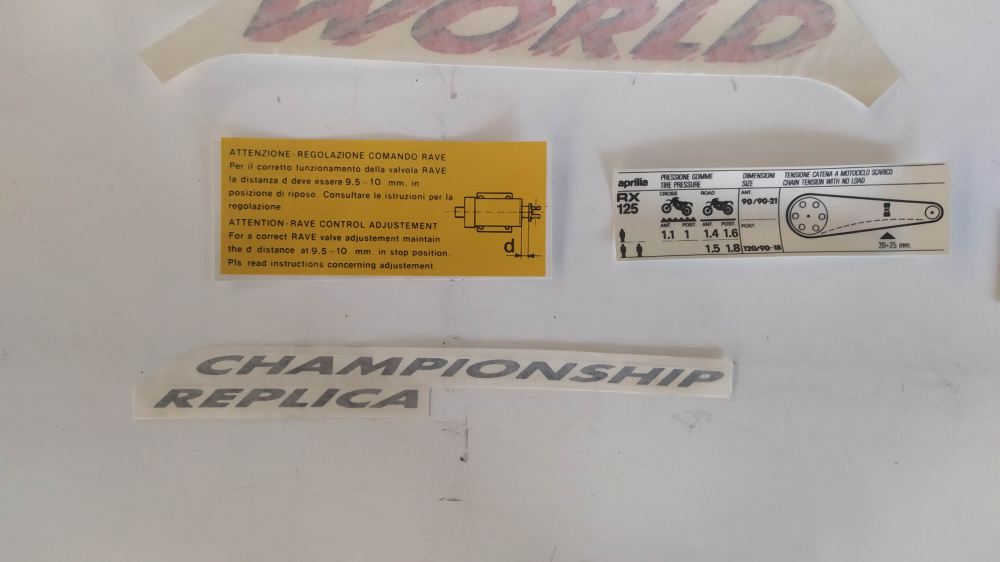 WORLD
ATTENZIONE-REGOLAZIONE COMANDO RAVE
Per il corretto funzionamento della valvola RAVE
la distanza d deve essere 9.5-10 mm. in
posizione di riposo. Consultare le istruzioni per la
regolazione.
ATTENTION-RAVE CONTROL ADJUSTEMENT
For a correct RAVE valve adjustement maintain
the d distance at 9.5-10 mm. in stop position.
Pls read instructions concerning adjustement.
d
aprilia
RX
125
PRESSIONE GOMME
TIRE PRESSURE
CROSS ROAD
ANT. POST. ANT. POST.
1.1 1 1.4 1.6
1.5 1.8
DIMENSIONI
SIZE
ANT.
90/90-21
POST.
120/90-18
TENSIONE CATENA A MOTOCICLO SCARICO
CHAIN TENSION WITH NO LOAD
20÷25 mm.
CHAMPIONSHIP
REPLICA